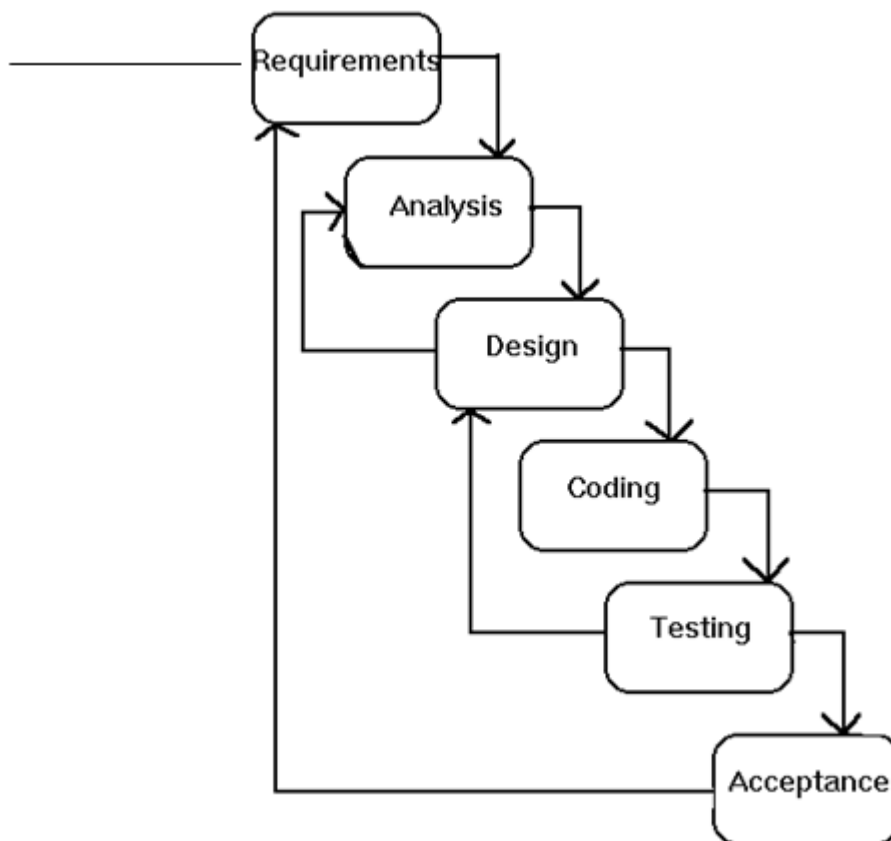 Requirements
Analysis
Design
Coding
Testing
Acceptance